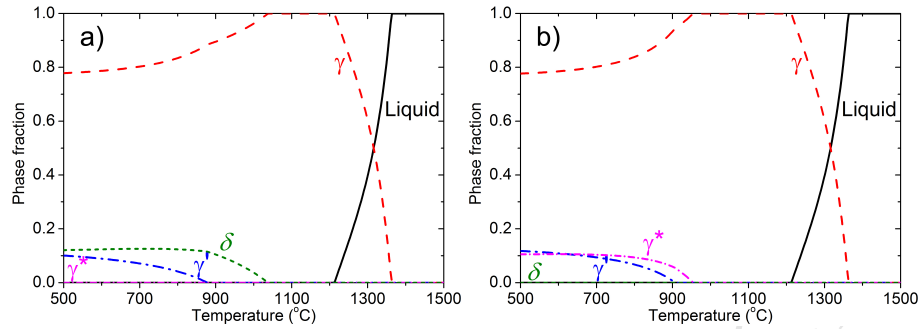 a)
1.0
0.8
0.6
0.4
0.2
0.0
Phase fraction
γ
Liquid
δ
γ*
γ'
500 700 900 1100 1300 1500
Temperature (°C)
b)
1.0
0.8
0.6
0.4
0.2
0.0
Phase fraction
γ
Liquid
γ*
δ
γ'
500 700 900 1100 1300 1500
Temperature (°C)